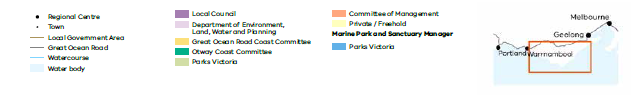 Regional Centre
Town
Local Government Area
Great Ocean Road
Watercourse
Water body
Local Council
Department of Environment,
Land, Water and Planning
Great Ocean Road Coast Committee
Otway Coast Committee
Parks Victoria
Committee of Management
Private / Freehold
Marine Park and Sanctuary Manager
Parks Victoria
Melbourne
Geelong
Portland
Warrnambool